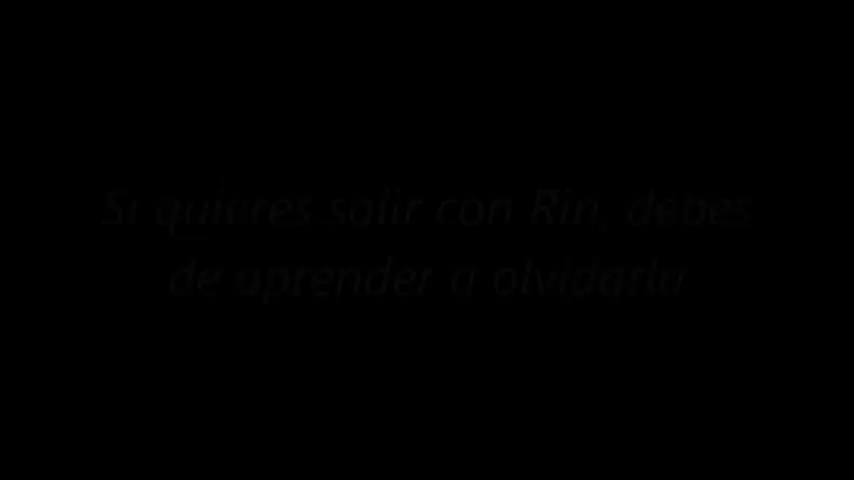 Si quieres salir con Rin, debes
de aprender a olvidarla